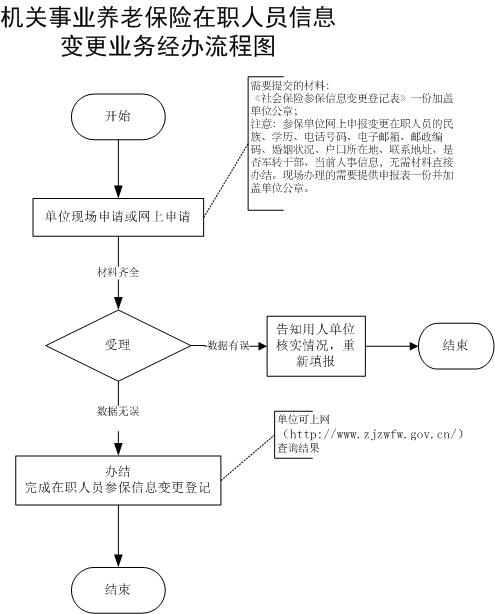 机关事业养老保险在职人员信息
变更业务经办流程图
开始
需要提交的材料:
《社会保险参保信息变更登记表》一份加盖
单位公章;
注意: 参保单位网上申报变更在职人员的民
族、学历、电话号码、电子邮箱、邮政编
码、婚姻状况、户口所在地、联系地址、是
否军转干部、当前人事信息，无需材料直接
办结。现场办理的需要提供申报表一份并加
盖单位公章。
单位现场申请或网上申请
材料齐全
受理
数据有误
告知用人单位
核实情况，重
新填报
结束
数据无误
单位可上网
（http://www.zjzwfw.gov.cn/）
查询结果
办结
完成在职人员参保信息变更登记
结束